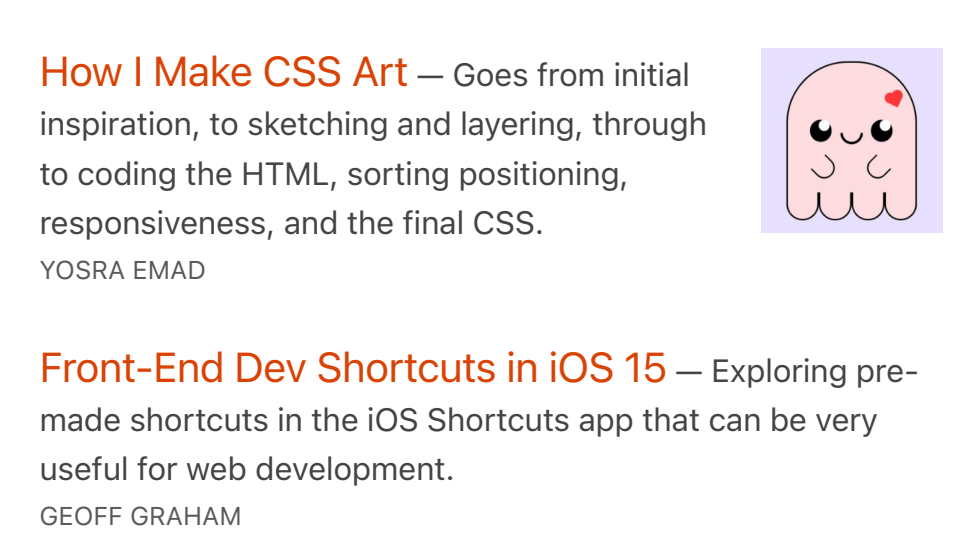 How I Make CSS Art — Goes from initial
inspiration, to sketching and layering, through
to coding the HTML, sorting positioning,
responsiveness, and the final CSS.
YOSRA EMAD
Front-End Dev Shortcuts in iOS 15 — Exploring pre-
made shortcuts in the iOS Shortcuts app that can be very
useful for web development.
GEOFF GRAHAM